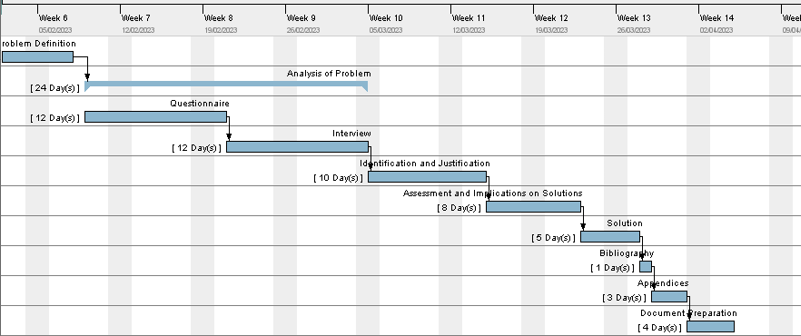 Week 6 Week 7 Week 8 Week 9 Week 10 Week 11 Week 12 Week 13 Week 14 Week
05/02/2023 12/02/2023 19/02/2023 26/02/2023 05/03/2023 12/03/2023 19/03/2023 26/03/2023 02/04/2023 09/04
roblem Definition
Analysis of Problem
[ 24 Day(s) ]
Questionnaire
[ 12 Day(s) ]
Interview
[ 12 Day(s) ]
Identification and Justification
[ 10 Day(s) ]
Assessment and Implications on Solutions
[ 8 Day(s) ]
Solution
[ 5 Day(s) ]
Bibliography
[ 1 Day(s) ]
Appendices
[ 3 Day(s) ]
Document Preparation
[ 4 Day(s) ]